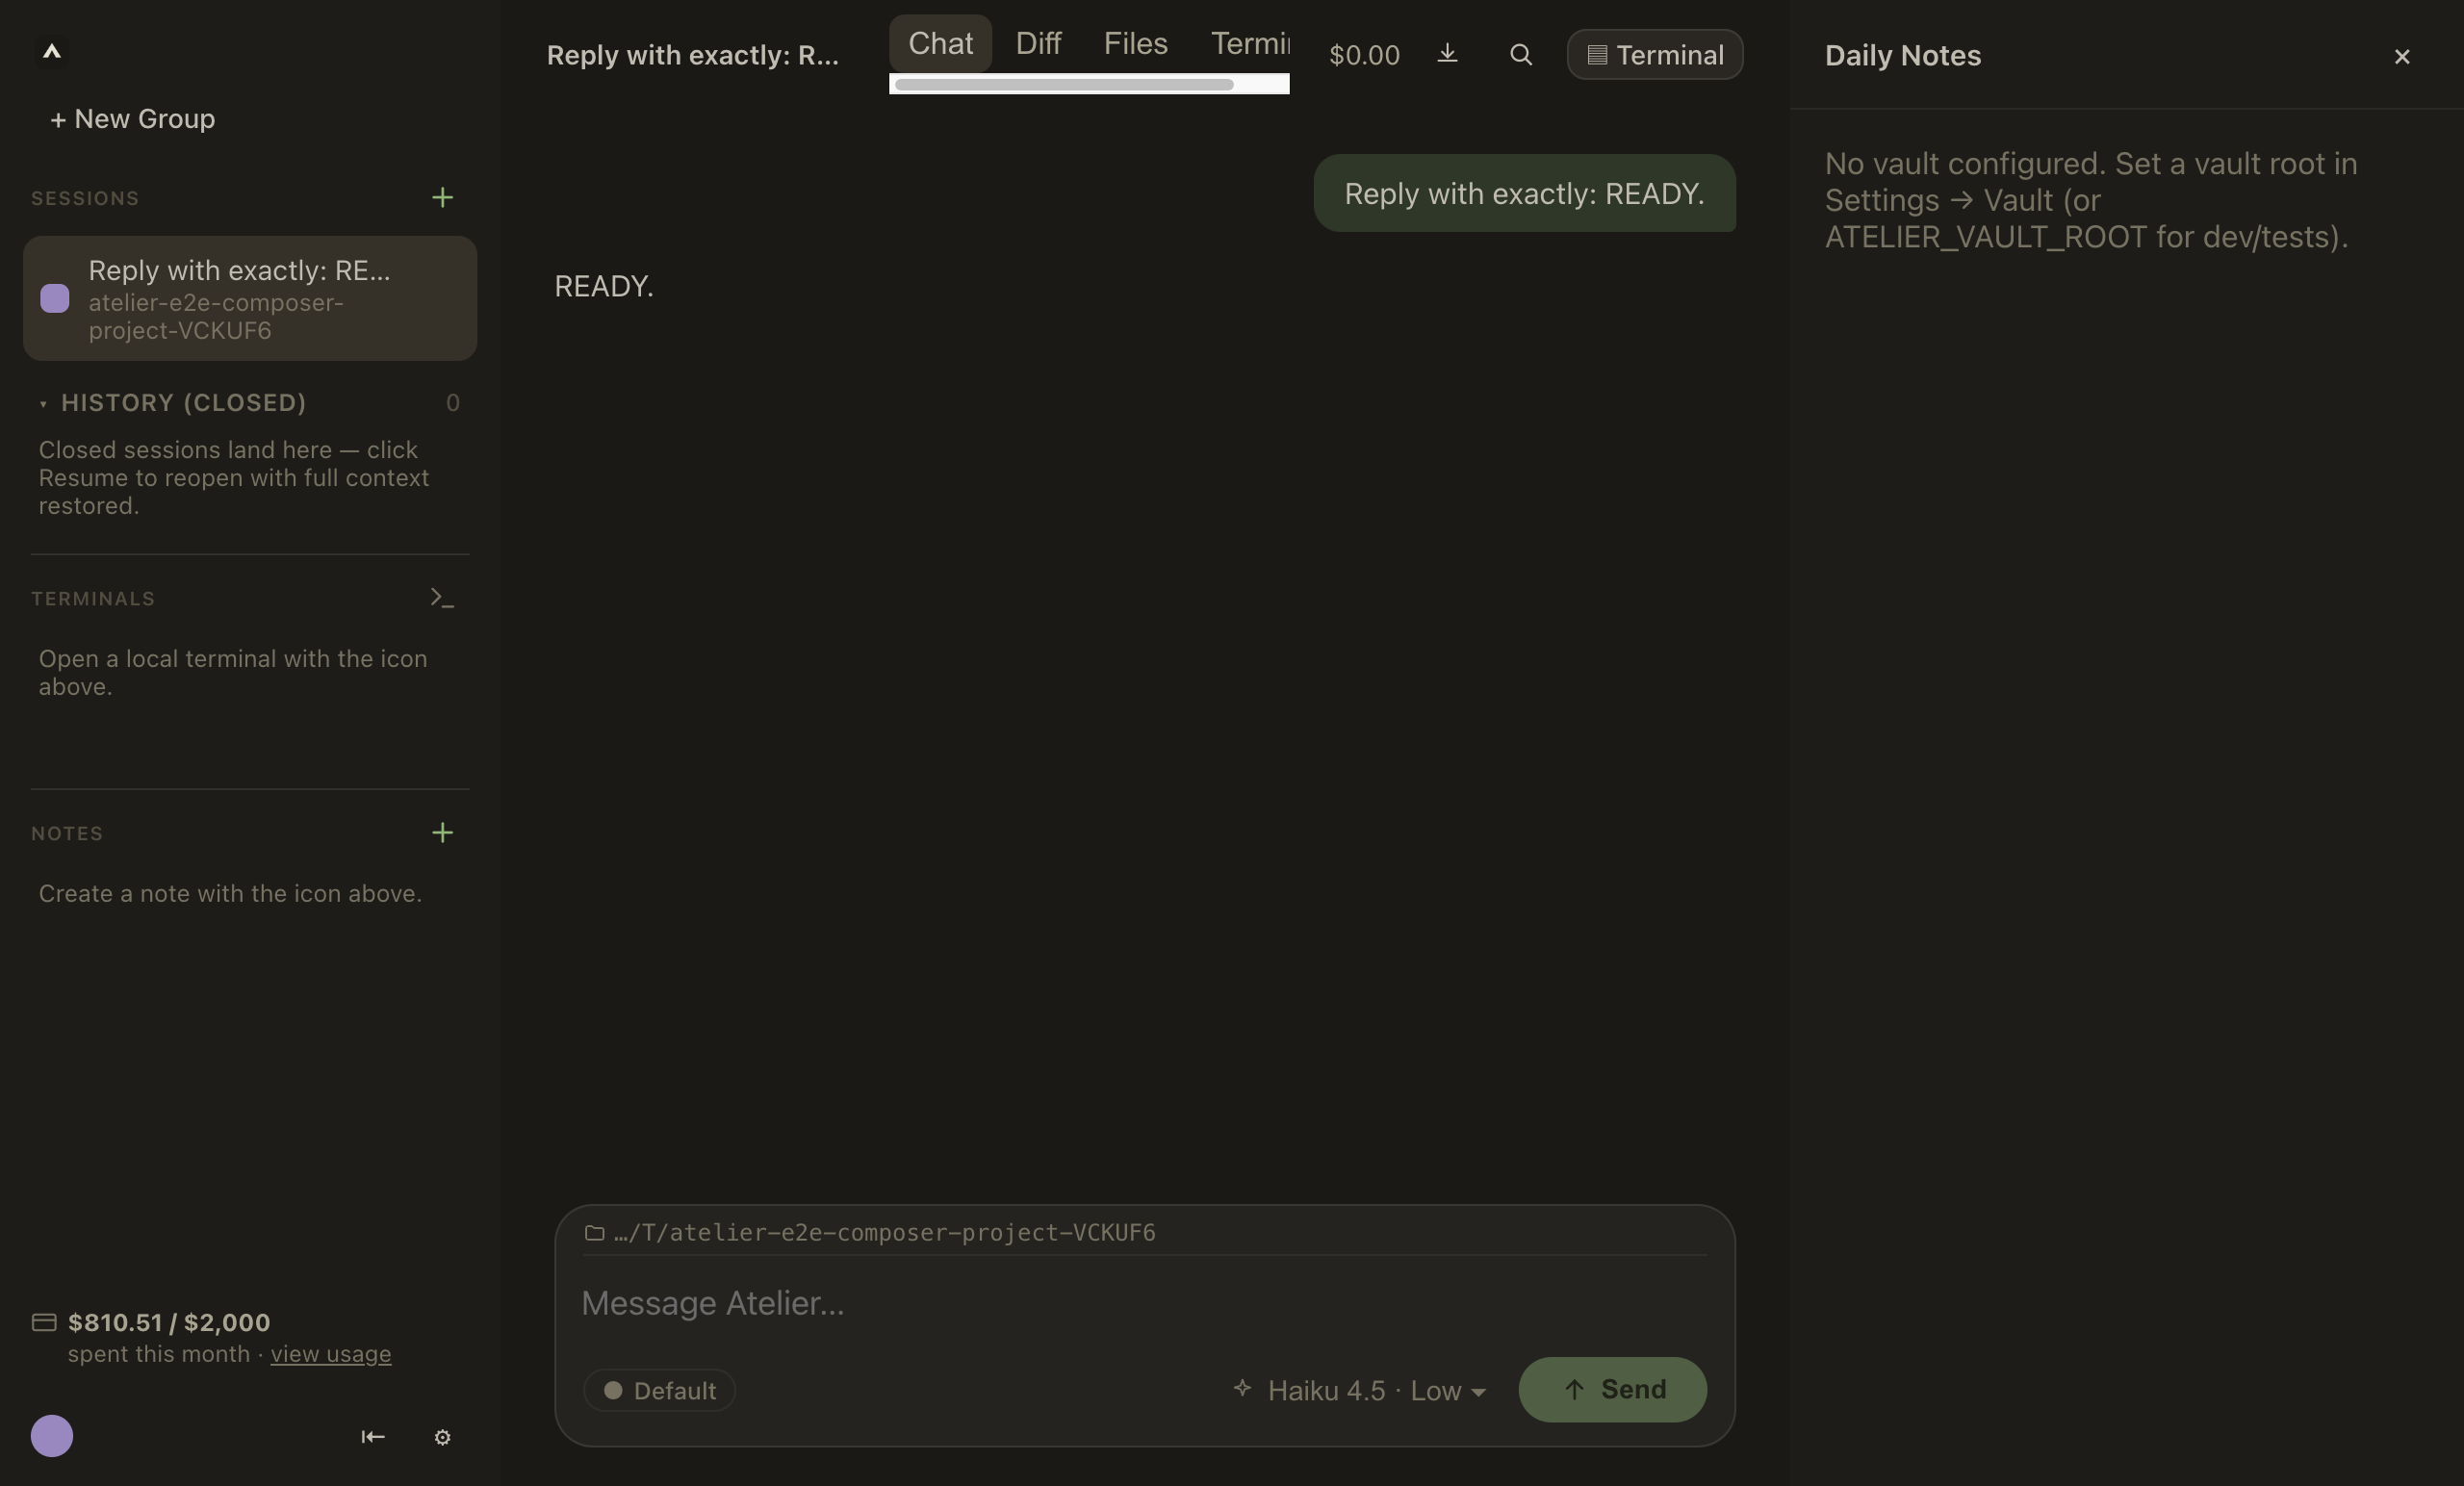 + New Group
SESSIONS
Reply with exactly: RE...
atelier-e2e-composer-
project-VCKUF6
HISTORY (CLOSED) 0
Closed sessions land here — click
Resume to reopen with full context
restored.
TERMINALS
Open a local terminal with the icon
above.
NOTES
Create a note with the icon above.
$810.51 / $2,000
spent this month · view usage
Reply with exactly: R...
Chat Diff Files Termi
$0.00 Terminal
Reply with exactly: READY.
READY.
…/T/atelier-e2e-composer-project-VCKUF6
Message Atelier...
Default Haiku 4.5 · Low Send
Daily Notes
No vault configured. Set a vault root in
Settings → Vault (or
ATELIER_VAULT_ROOT for dev/tests).